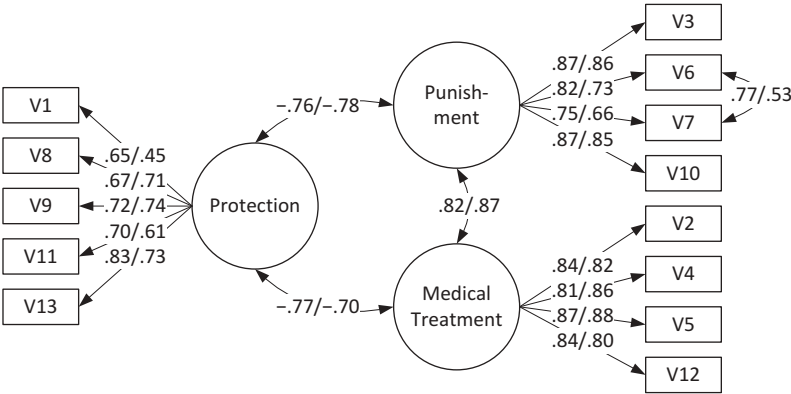 V1
V8
V9
V11
V13
.65/.45
.67/.71
.72/.74
.70/.61
.83/.73
Protection
−.76/−.78
−.77/−.70
Punish-
ment
.82/.87
Medical
Treatment
.87/.86
.82/.73
.75/.66
.87/.85
V3
V6
V7
V10
.77/.53
.84/.82
.81/.86
.87/.88
.84/.80
V2
V4
V5
V12